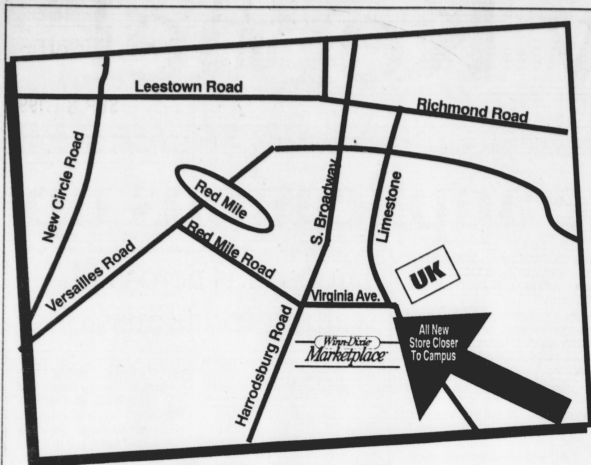 Leestown Road
Richmond Road
New Circle Road
Red Mile
S. Broadway
Limestone
Versailles Road
Red Mile Road
UK
Virginia Ave.
Harrodsburg Road
Winn-Dixie
Marketplace
All New
Store Closer
To Campus